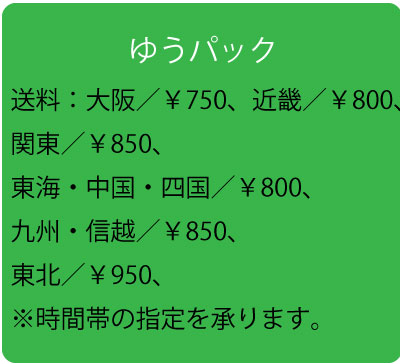 ゆうパック
送料：大阪／￥750、近畿／￥800、
関東／￥850、
東海・中国・四国／￥800、
九州・信越／￥850、
東北／￥950、
※時間帯の指定を承ります。